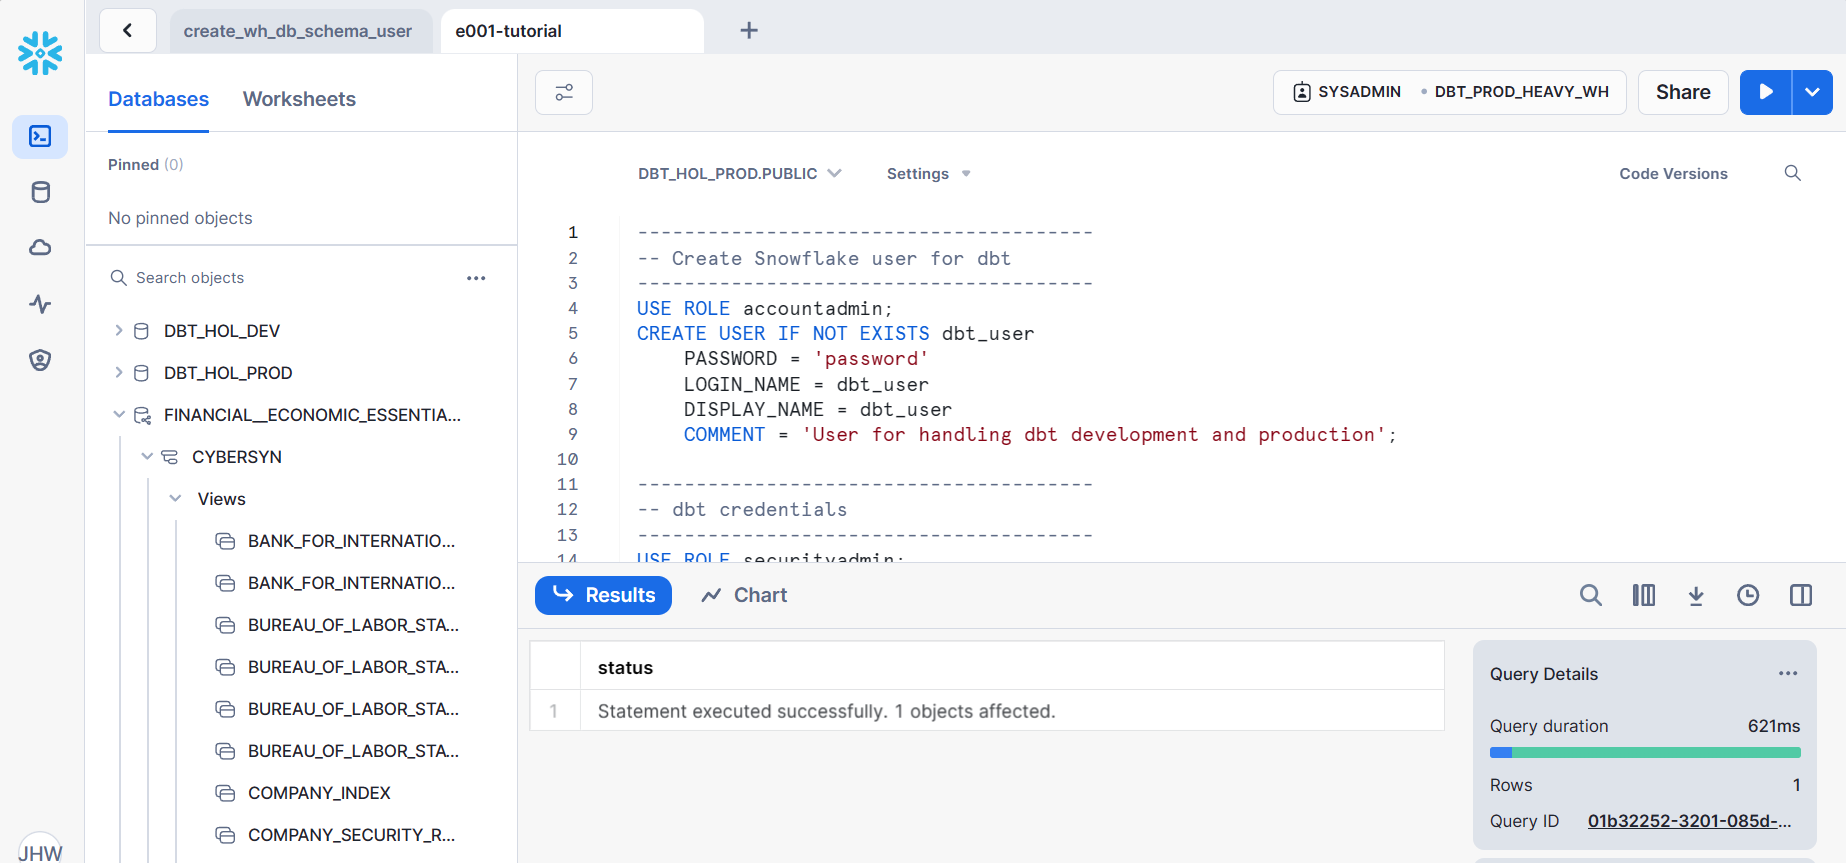 create_wh_db_schema_user
e001-tutorial
Databases
Worksheets
SYSADMIN
DBT_PROD_HEAVY_WH
Share
Pinned (0)
No pinned objects
Search objects
DBT_HOL_DEV
DBT_HOL_PROD
FINANCIAL__ECONOMIC_ESSENTIA...
CYBERSYN
Views
BANK_FOR_INTERNATIO...
BANK_FOR_INTERNATIO...
BUREAU_OF_LABOR_STA...
BUREAU_OF_LABOR_STA...
BUREAU_OF_LABOR_STA...
BUREAU_OF_LABOR_STA...
COMPANY_INDEX
COMPANY_SECURITY_R...
JHW
DBT_HOL_PROD.PUBLIC
Settings
Code Versions
1 ---------------------------------------
2 -- Create Snowflake user for dbt
3 ---------------------------------------
4 USE ROLE accountadmin;
5 CREATE USER IF NOT EXISTS dbt_user
6 PASSWORD = 'password'
7 LOGIN_NAME = dbt_user
8 DISPLAY_NAME = dbt_user
9 COMMENT = 'User for handling dbt development and production';
10
11 ---------------------------------------
12 -- dbt credentials
13 ---------------------------------------
14 USE ROLE securityadmin;
Results
Chart
status
1 Statement executed successfully. 1 objects affected.
Query Details
Query duration 621ms
Rows 1
Query ID 01b32252-3201-085d-...